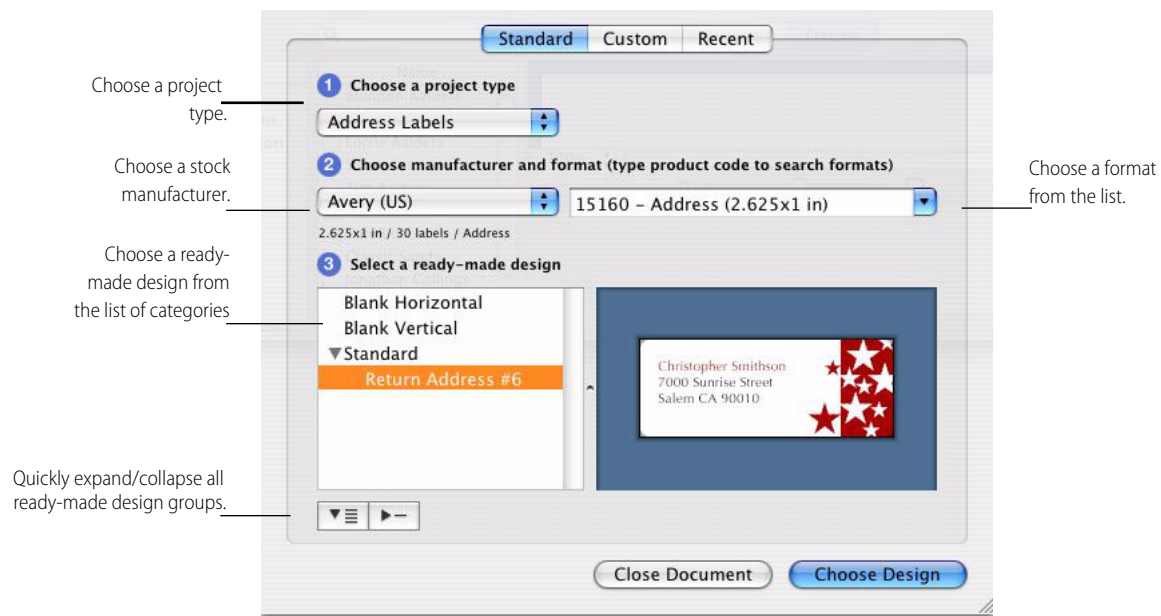 Standard Custom Recent
Choose a project
type.
1 Choose a project type
Address Labels
Choose a stock
manufacturer.
2 Choose manufacturer and format (type product code to search formats)
Avery (US)
15160 – Address (2.625x1 in)
Choose a format
from the list.
2.625x1 in / 30 labels / Address
Choose a ready-
made design from
the list of categories
3 Select a ready-made design
Blank Horizontal
Blank Vertical
Standard
Return Address #6
Christopher Smithson
7000 Sunrise Street
Salem CA 90010
Quickly expand/collapse all
ready-made design groups.
Close Document
Choose Design